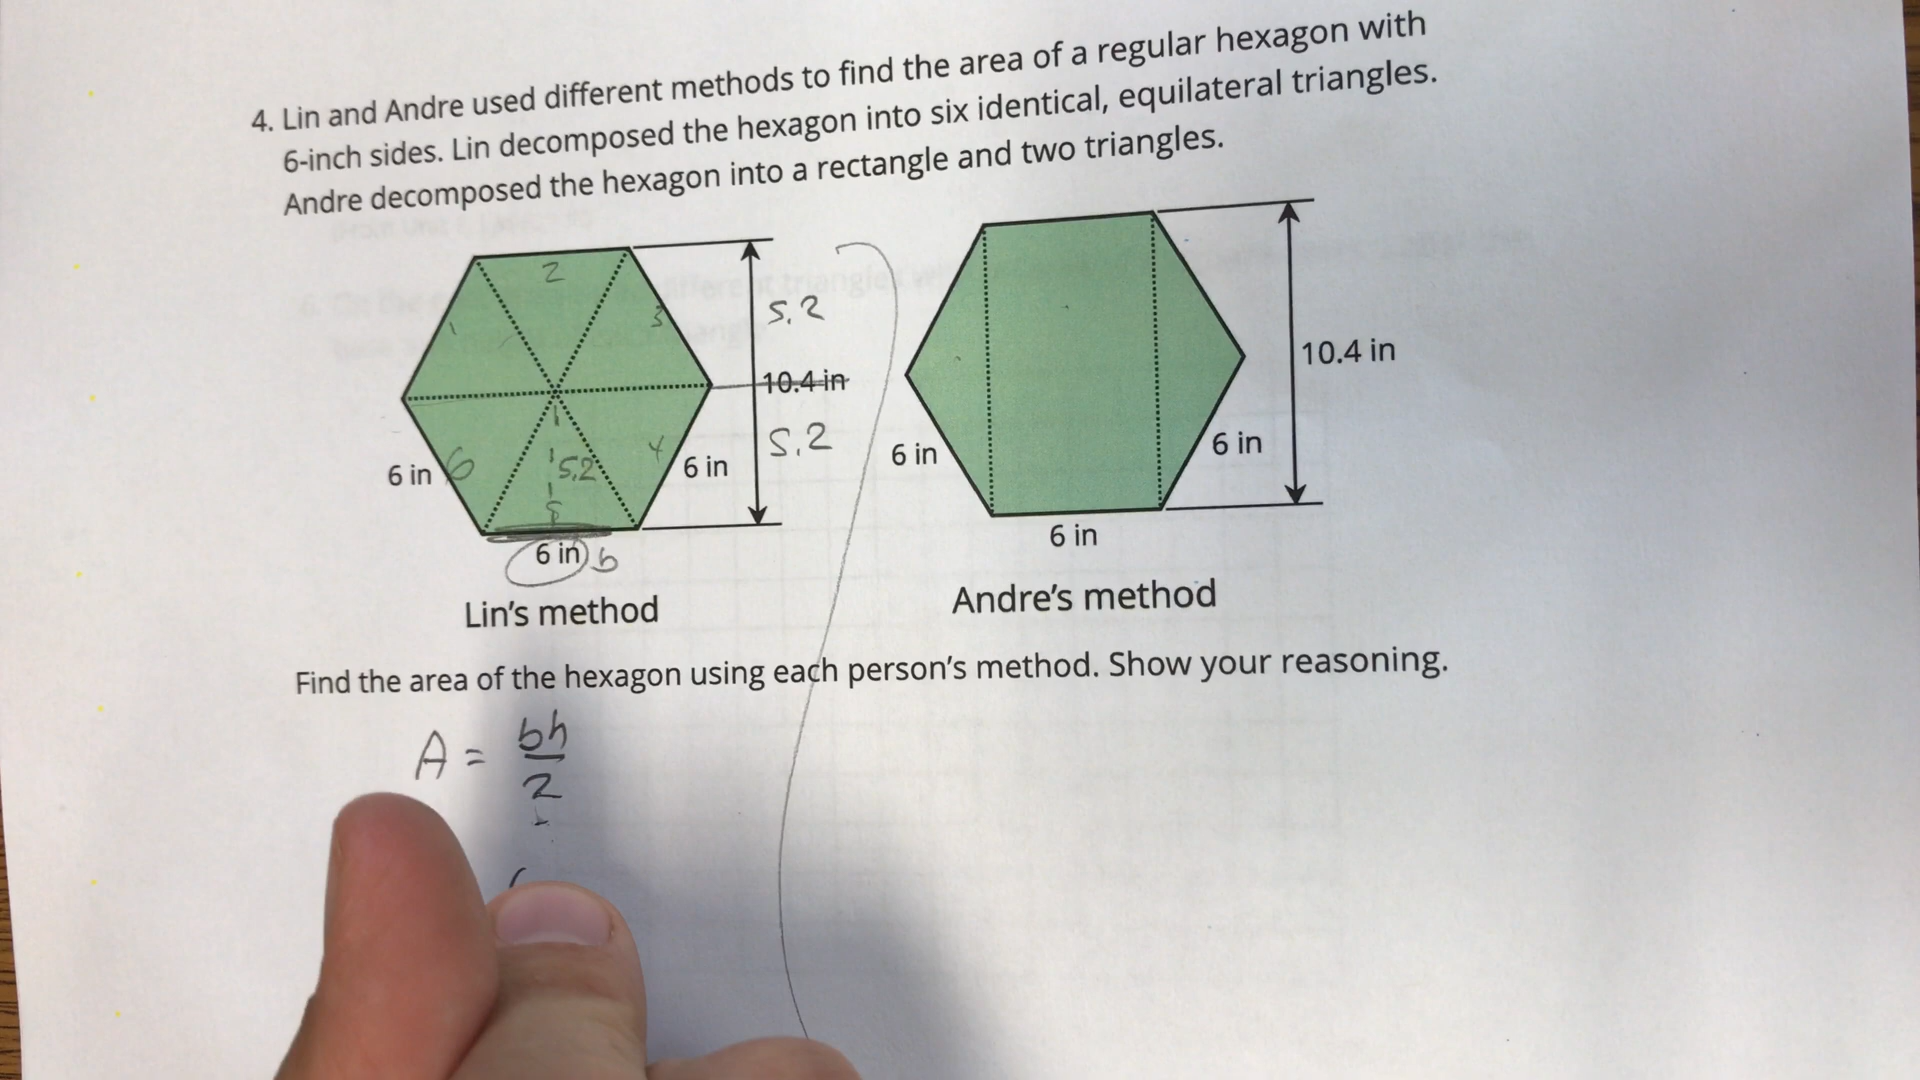 4. Lin and Andre used different methods to find the area of a regular hexagon with
6-inch sides. Lin decomposed the hexagon into six identical, equilateral triangles.
Andre decomposed the hexagon into a rectangle and two triangles.
2
1
3
5.2
10.4 in
5.2
6 in
6
5.2
4
6 in
6 in
b
Lin's method
10.4 in
6 in
6 in
6 in
Andre's method
Find the area of the hexagon using each person's method. Show your reasoning.
A = bh
2